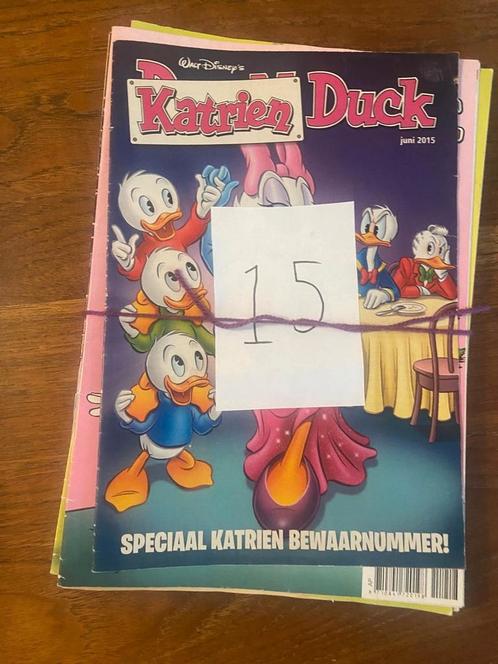 Walt Disney's
Katrien Duck
juni 2015
15
SPECIAAL KATRIEN BEWAARNUMMER!